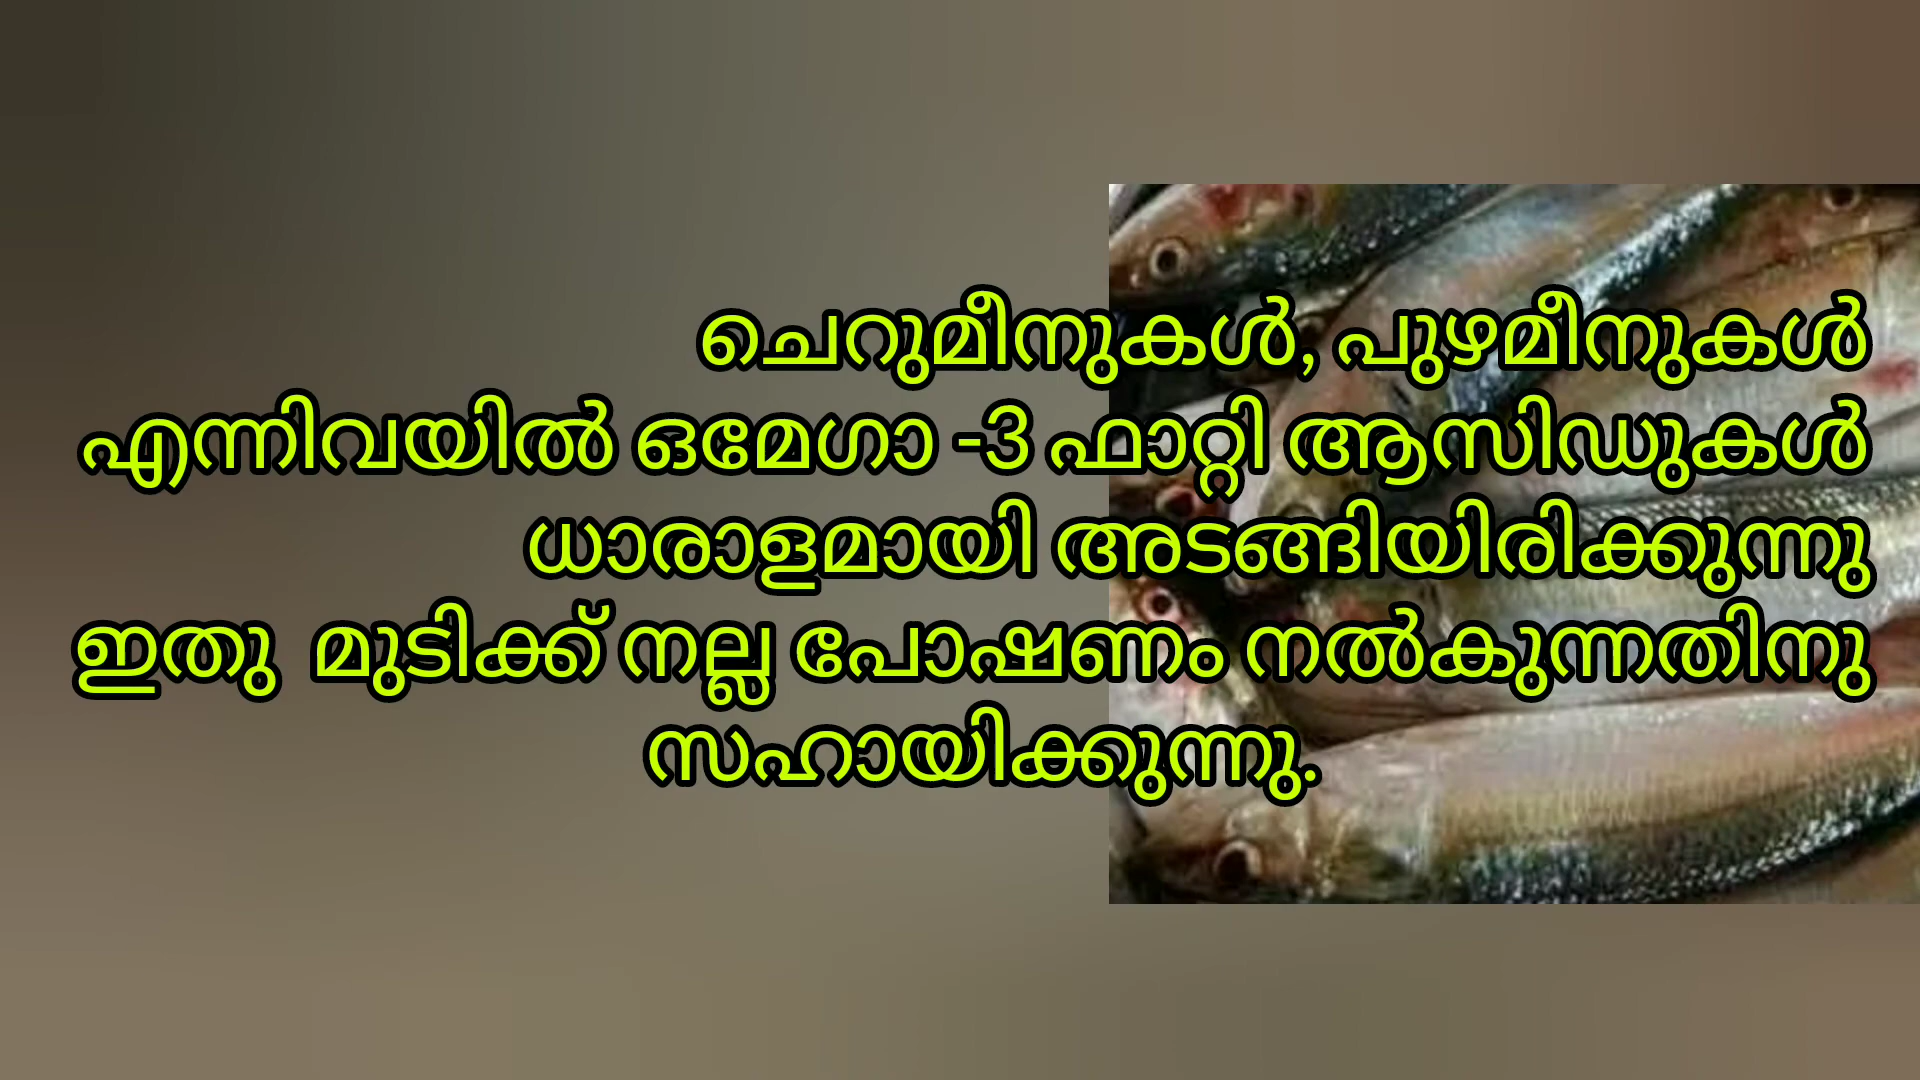 ചെറുമീനുകൾ, പുഴമീനുകൾ
എന്നിവയിൽ ഒമേഗാ -3 ഫാറ്റി ആസിഡുകൾ
ധാരാളമായി അടങ്ങിയിരിക്കുന്നു
ഇതു മുടിക്ക് നല്ല പോഷണം നൽകുന്നതിനു
സഹായിക്കുന്നു.